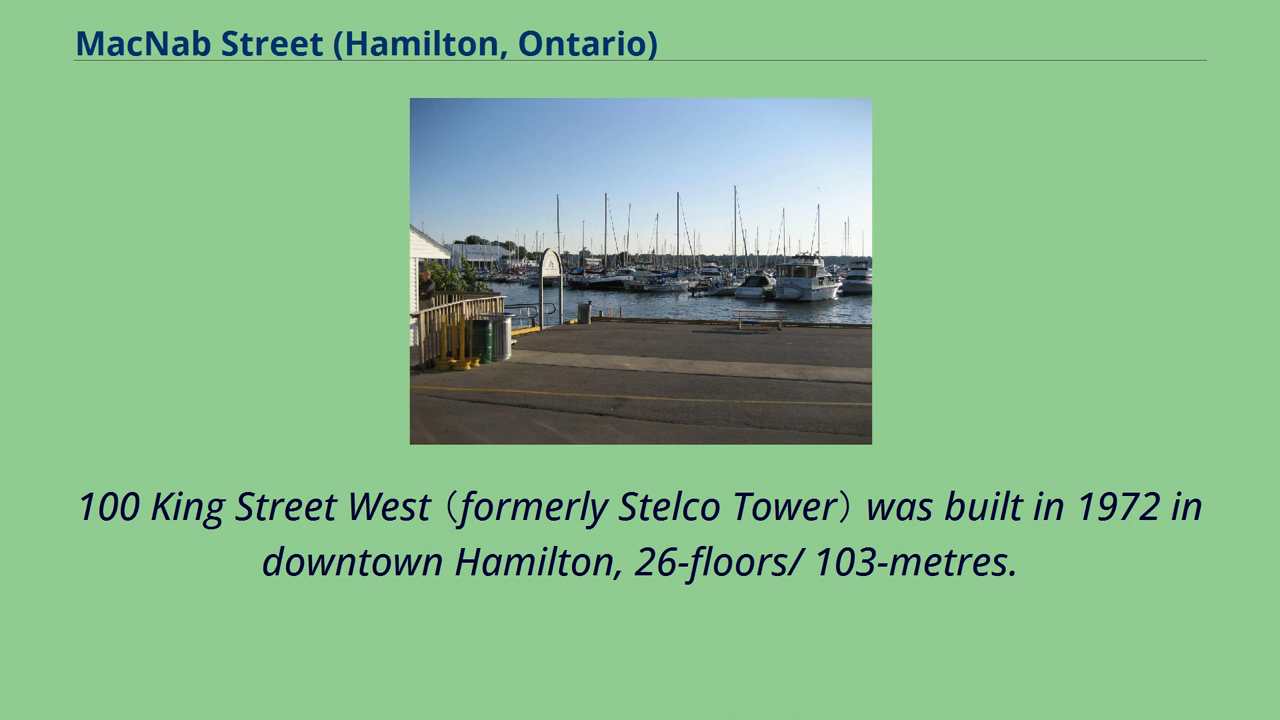 MacNab Street (Hamilton, Ontario)
100 King Street West (formerly Stelco Tower) was built in 1972 in
downtown Hamilton, 26-floors/ 103-metres.